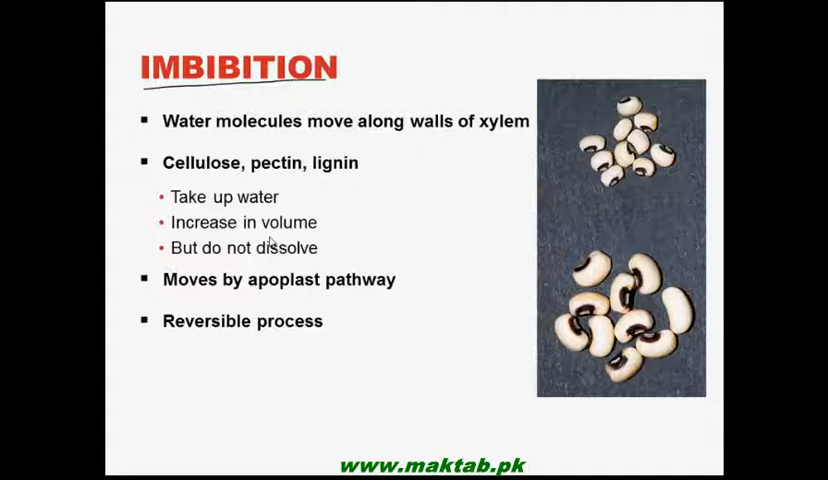 IMBIBITION
▪ Water molecules move along walls of xylem
▪ Cellulose, pectin, lignin
• Take up water
• Increase in volume
• But do not dissolve
▪ Moves by apoplast pathway
▪ Reversible process
www.maktab.pk